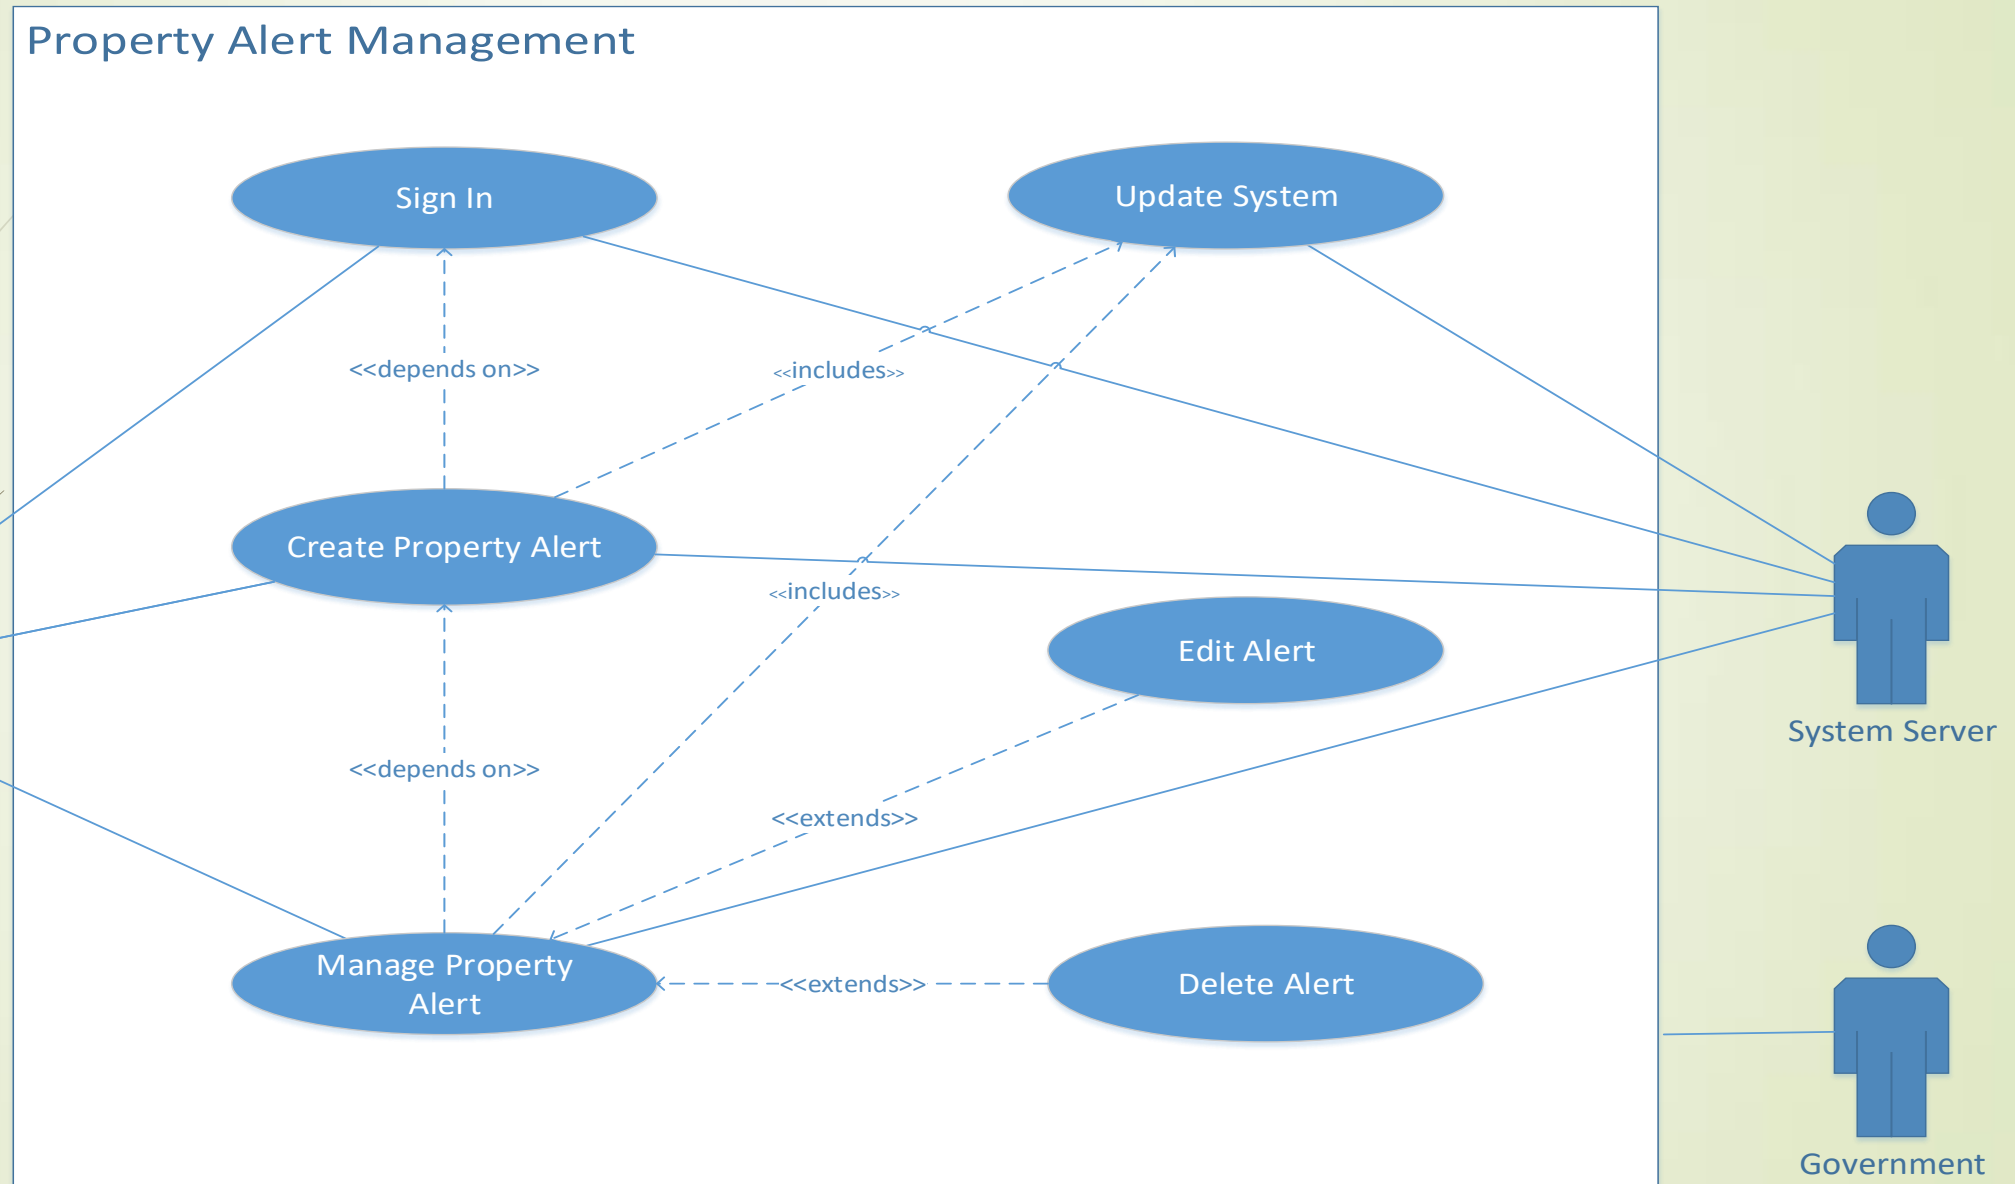 Property Alert Management
Sign In
Update System
<<depends on>>
<<includes>>
Create Property Alert
<<includes>>
Edit Alert
System Server
<<depends on>>
<<extends>>
Manage Property
Alert
<<extends>>
Delete Alert
Government